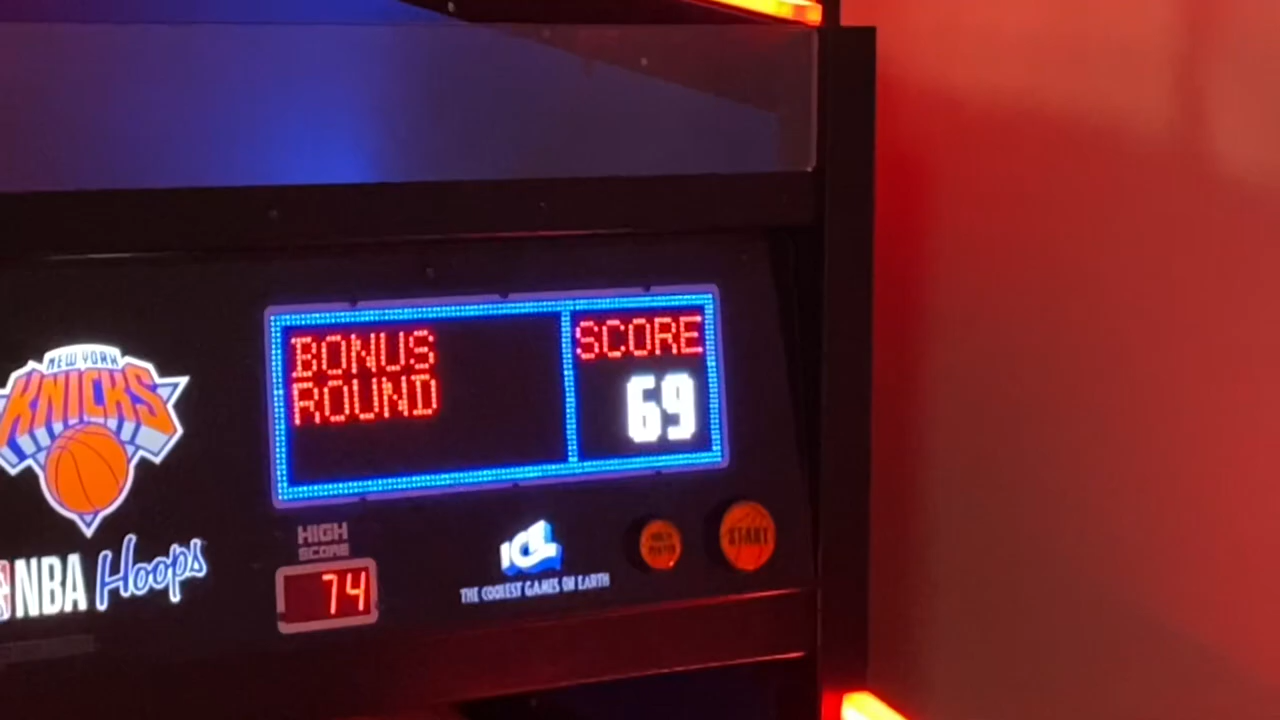 BONUS
ROUND
SCORE
69
NEW YORK
KNICKS
NBA Hoops
HIGH
SCORE
74
ICE
THE COOLEST GAMES ON EARTH
START